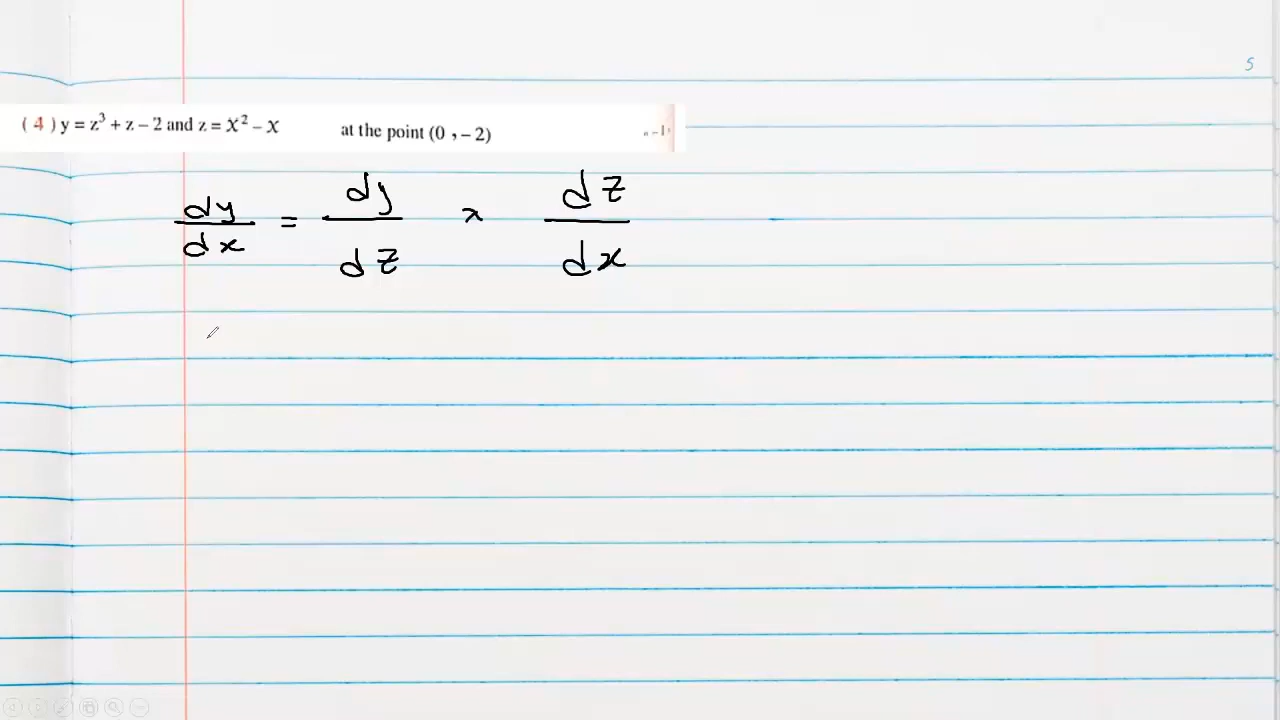 5
( 4 ) y = z³ + z – 2 and z = X² – X at the point (0 , – 2)
dy/dx = dy/dz × dz/dx